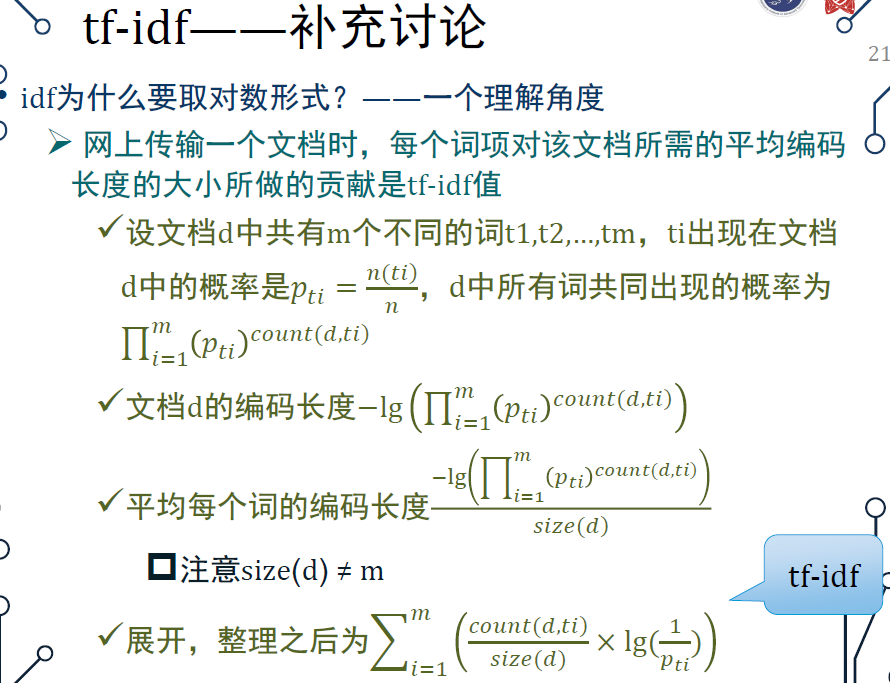 tf-idf——补充讨论
21
• idf为什么要取对数形式？——一个理解角度
➢ 网上传输一个文档时，每个词项对该文档所需的平均编码
长度的大小所做的贡献是tf-idf值
✓设文档d中共有m个不同的词t1,t2,...,tm，ti出现在文档
d中的概率是$p_{ti} = \frac{n(ti)}{n}$，d中所有词共同出现的概率为
$\prod_{i=1}^{m}(p_{ti})^{count(d,ti)}$
✓文档d的编码长度$-\lg\left(\prod_{i=1}^{m}(p_{ti})^{count(d,ti)}\right)$
✓平均每个词的编码长度$\frac{-\lg\left(\prod_{i=1}^{m}(p_{ti})^{count(d,ti)}\right)}{size(d)}$
注意size(d) ≠ m
tf-idf
✓展开，整理之后为$\sum_{i=1}^{m}\left(\frac{count(d,ti)}{size(d)} \times \lg(\frac{1}{p_{ti}})\right)$